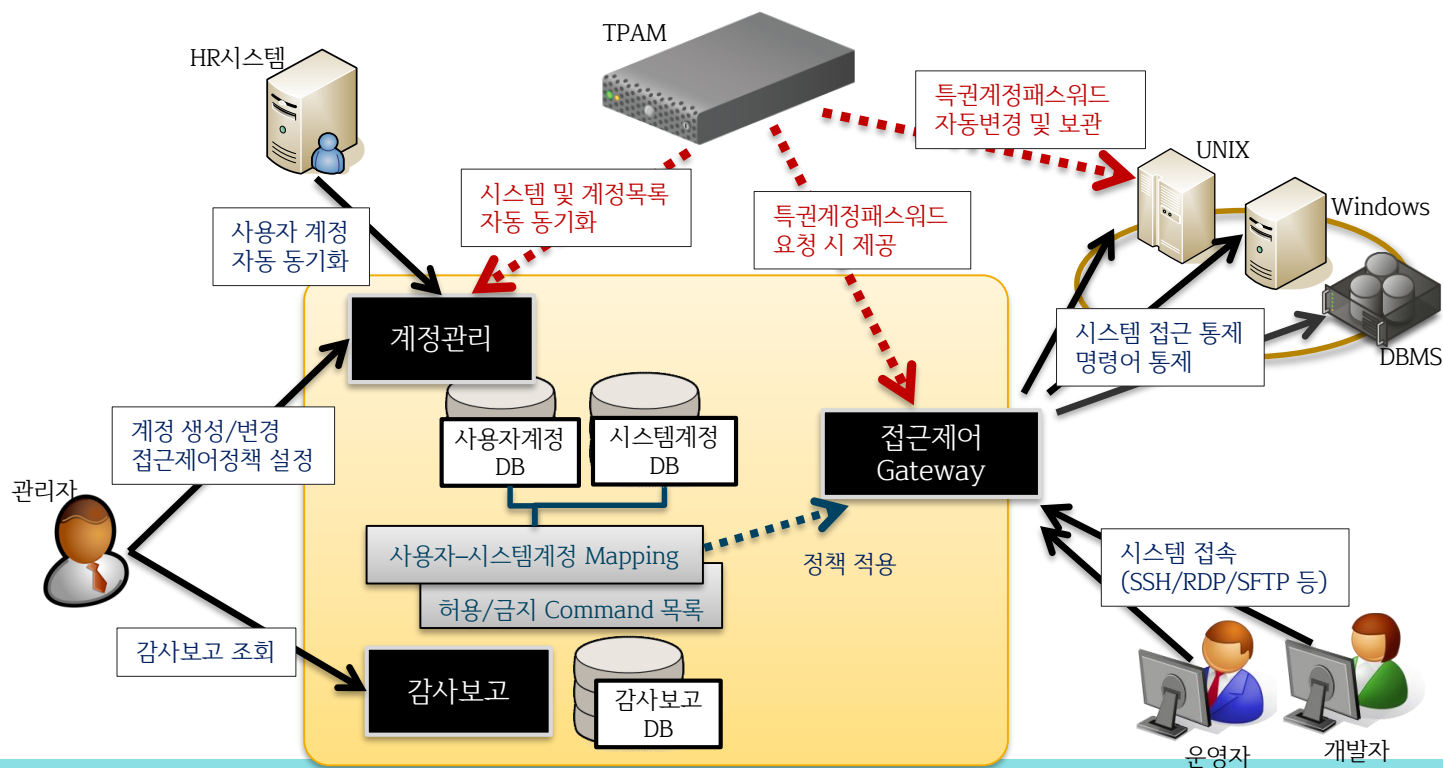 TPAM
HR시스템
특권계정패스워드
자동변경 및 보관
UNIX
시스템 및 계정목록
자동 동기화
특권계정패스워드
요청 시 제공
Windows
사용자 계정
자동 동기화
계정관리
시스템 접근 통제
명령어 통제
DBMS
사용자계정
DB
시스템계정
DB
접근제어
Gateway
계정 생성/변경
접근제어정책 설정
관리자
사용자–시스템계정 Mapping
정책 적용
허용/금지 Command 목록
시스템 접속
(SSH/RDP/SFTP 등)
감사보고 조회
감사보고
감사보고
DB
운영자
개발자